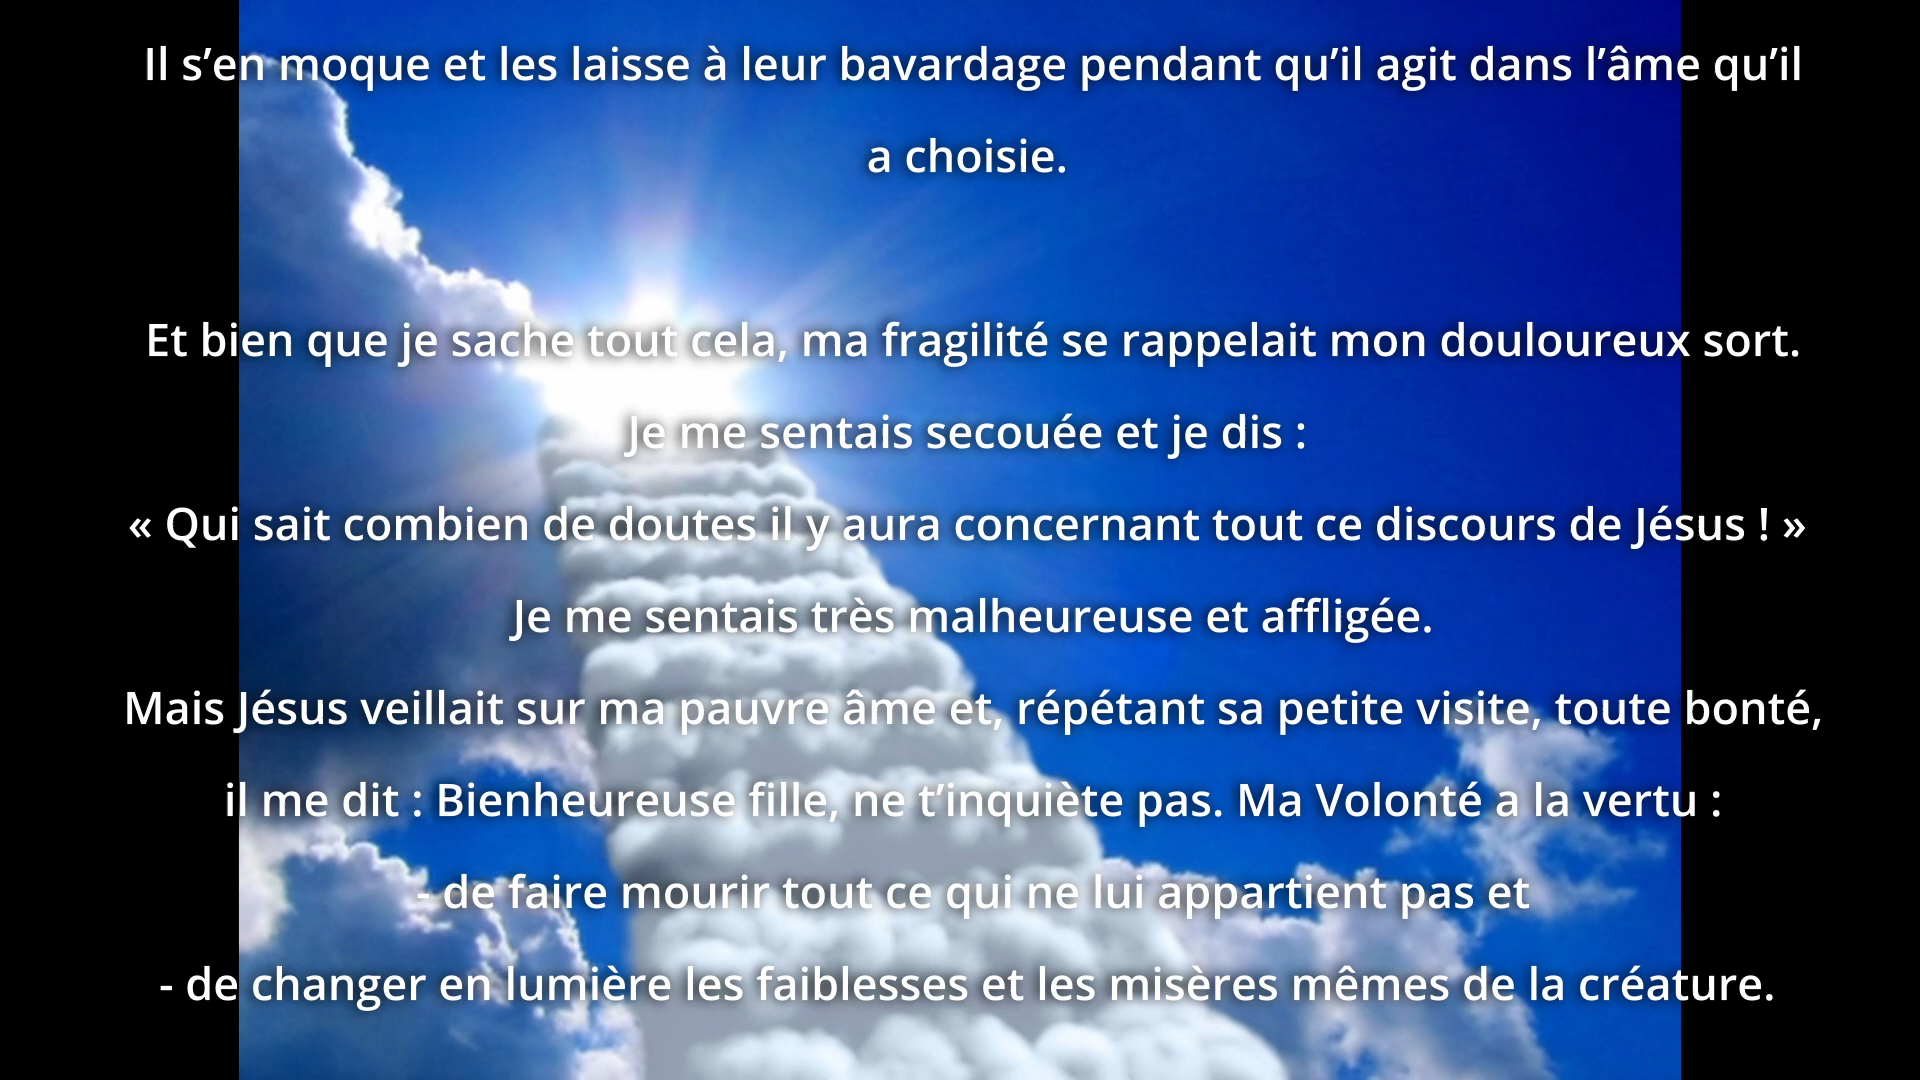 Il s’en moque et les laisse à leur bavardage pendant qu’il agit dans l’âme qu’il
a choisie.
Et bien que je sache tout cela, ma fragilité se rappelait mon douloureux sort.
Je me sentais secouée et je dis :
« Qui sait combien de doutes il y aura concernant tout ce discours de Jésus ! »
Je me sentais très malheureuse et affligée.
Mais Jésus veillait sur ma pauvre âme et, répétant sa petite visite, toute bonté,
il me dit : Bienheureuse fille, ne t’inquiète pas. Ma Volonté a la vertu :
- de faire mourir tout ce qui ne lui appartient pas et
- de changer en lumière les faiblesses et les misères mêmes de la créature.